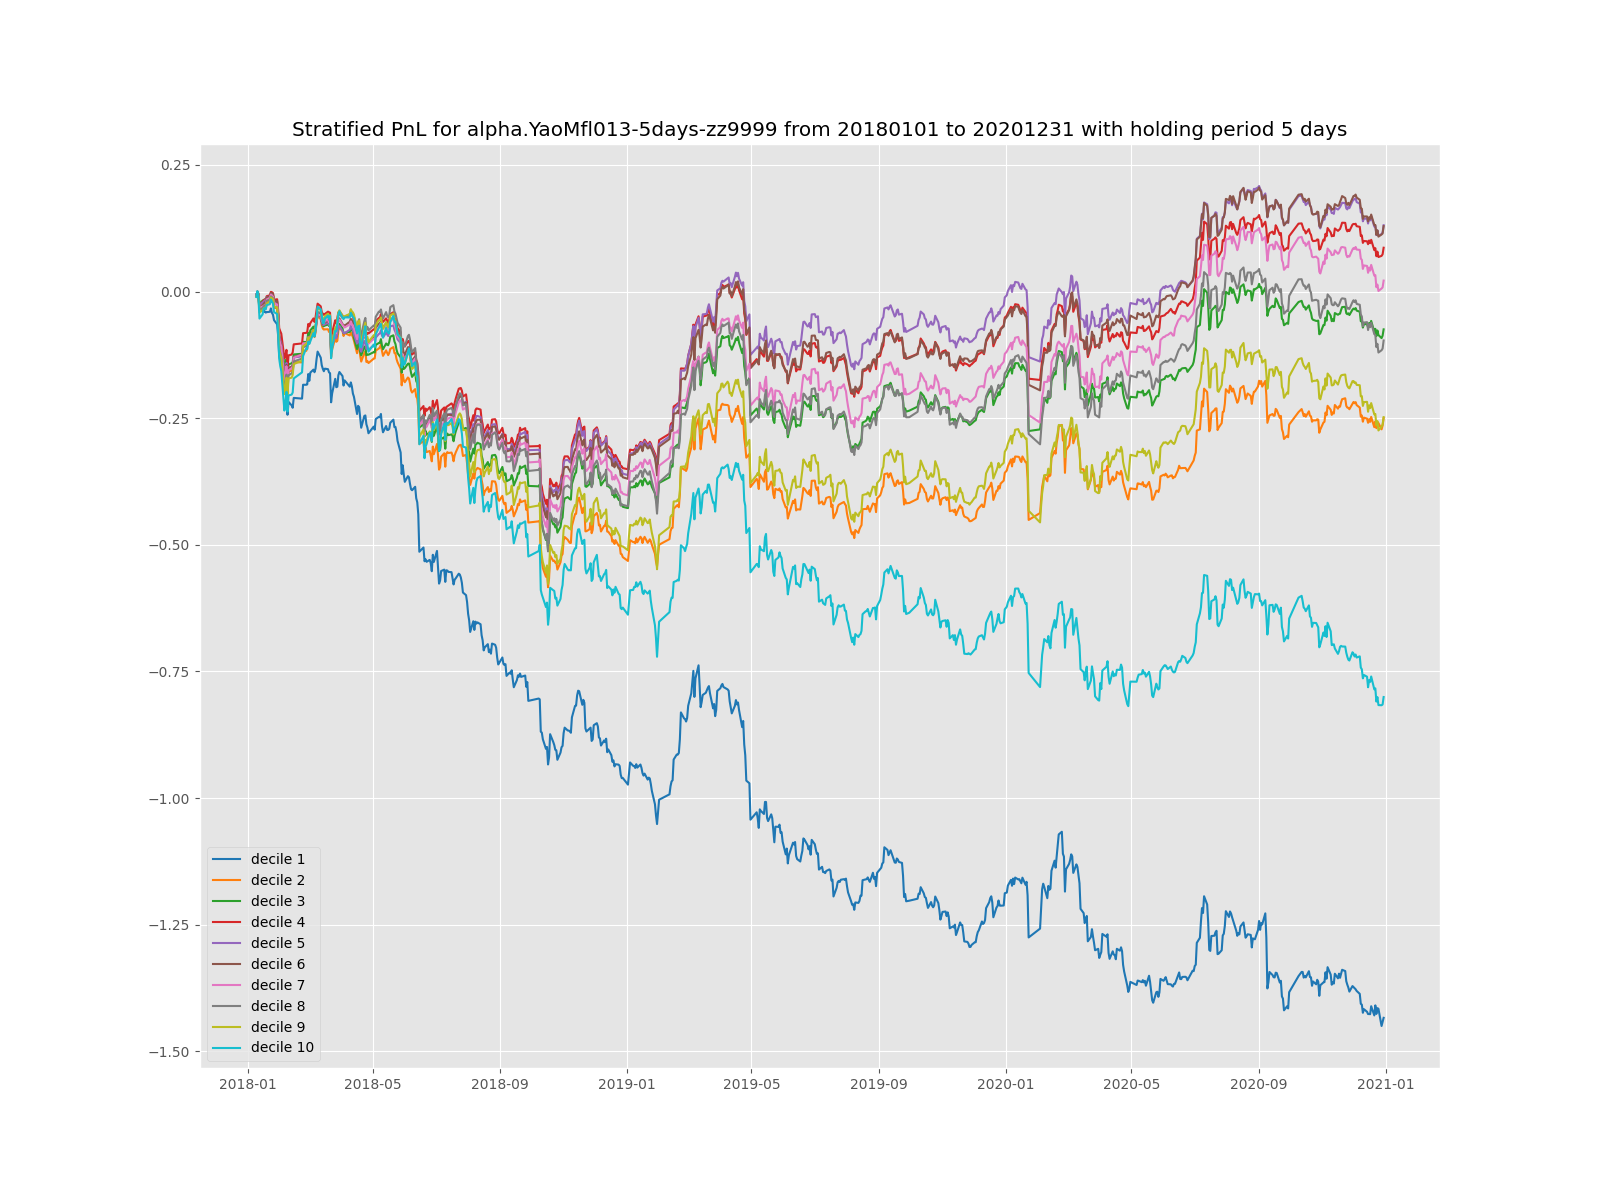 Stratified PnL for alpha.YaoMfl013-5days-zz9999 from 20180101 to 20201231 with holding period 5 days
0.25
0.00
−0.25
−0.50
−0.75
−1.00
−1.25
−1.50
decile 1
decile 2
decile 3
decile 4
decile 5
decile 6
decile 7
decile 8
decile 9
decile 10
2018-01 2018-05 2018-09 2019-01 2019-05 2019-09 2020-01 2020-05 2020-09 2021-01